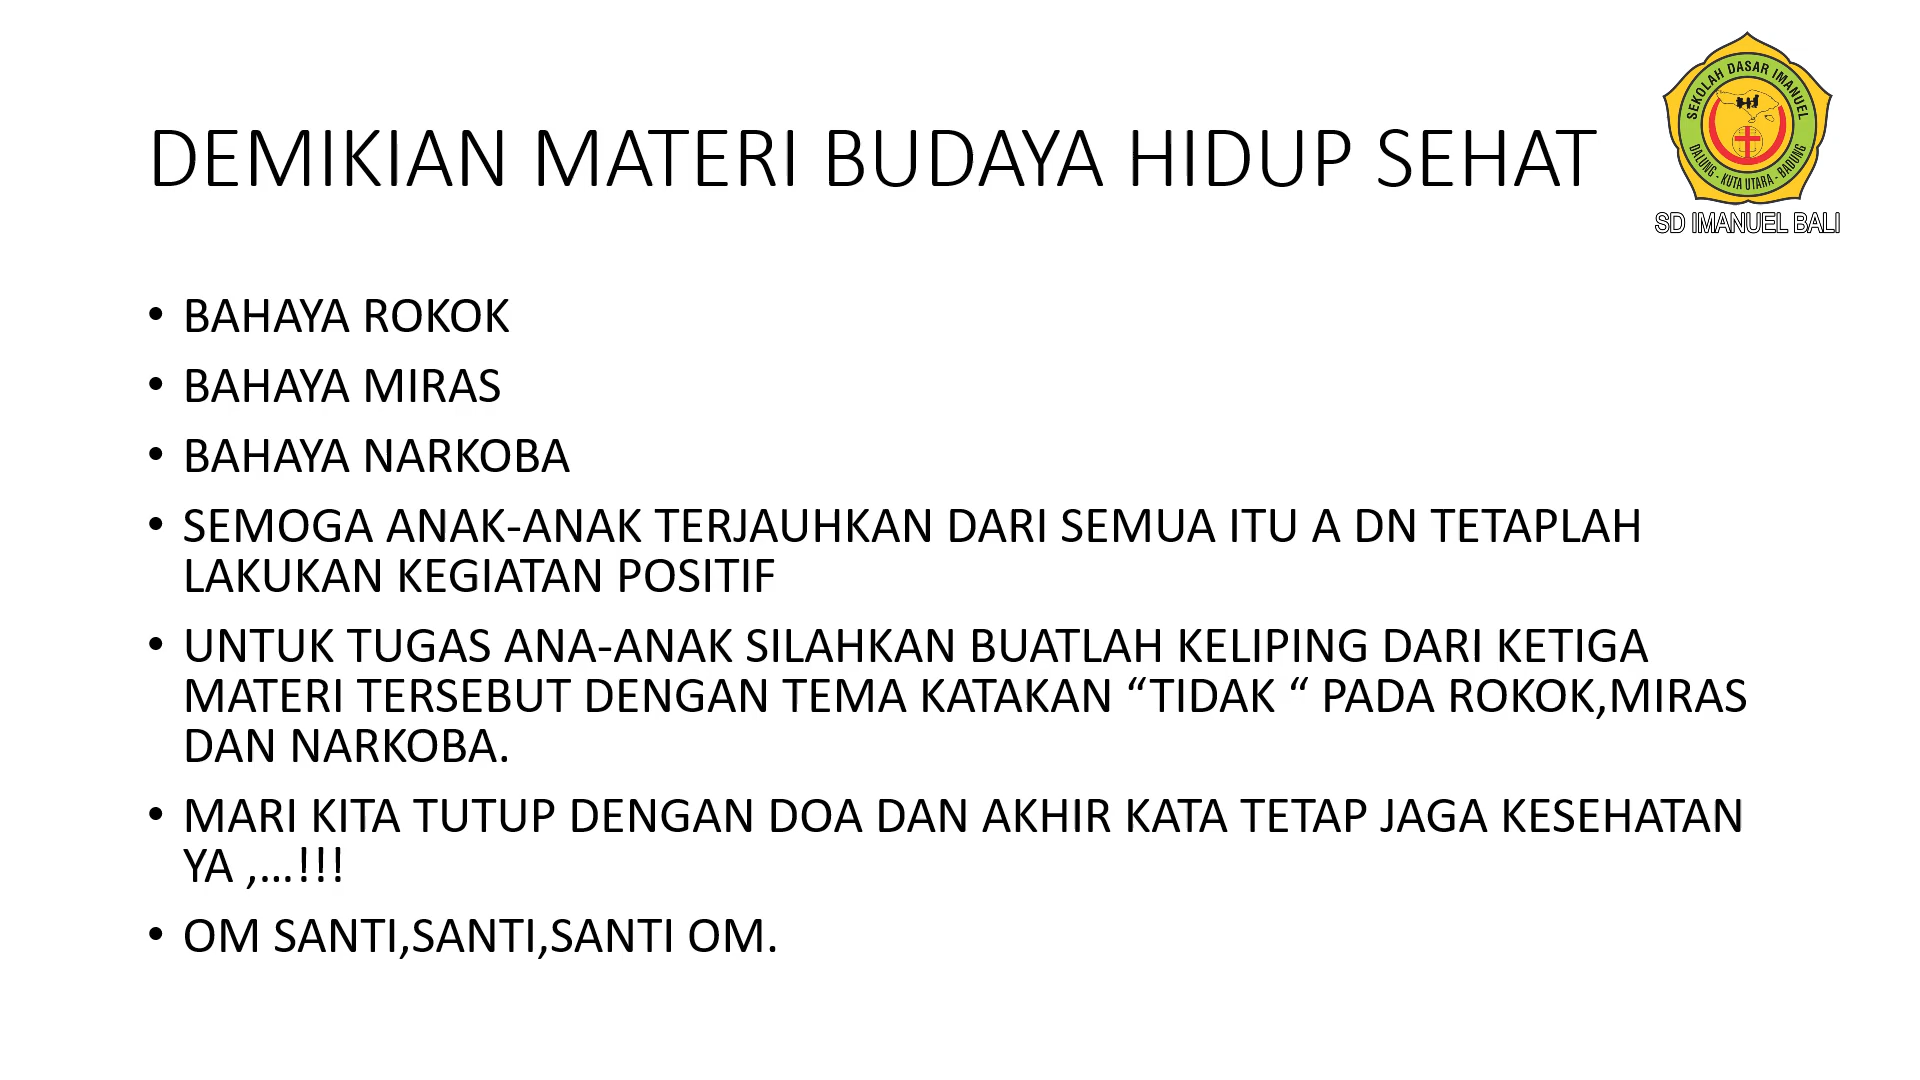 DEMIKIAN MATERI BUDAYA HIDUP SEHAT
SEKOLAH DASAR IMANUEL
DALUNG - KUTA UTARA - BADUNG
SD IMANUEL BALI
• BAHAYA ROKOK
• BAHAYA MIRAS
• BAHAYA NARKOBA
• SEMOGA ANAK-ANAK TERJAUHKAN DARI SEMUA ITU A DN TETAPLAH
LAKUKAN KEGIATAN POSITIF
• UNTUK TUGAS ANA-ANAK SILAHKAN BUATLAH KELIPING DARI KETIGA
MATERI TERSEBUT DENGAN TEMA KATAKAN “TIDAK “ PADA ROKOK,MIRAS
DAN NARKOBA.
• MARI KITA TUTUP DENGAN DOA DAN AKHIR KATA TETAP JAGA KESEHATAN
YA ,…!!!
• OM SANTI,SANTI,SANTI OM.